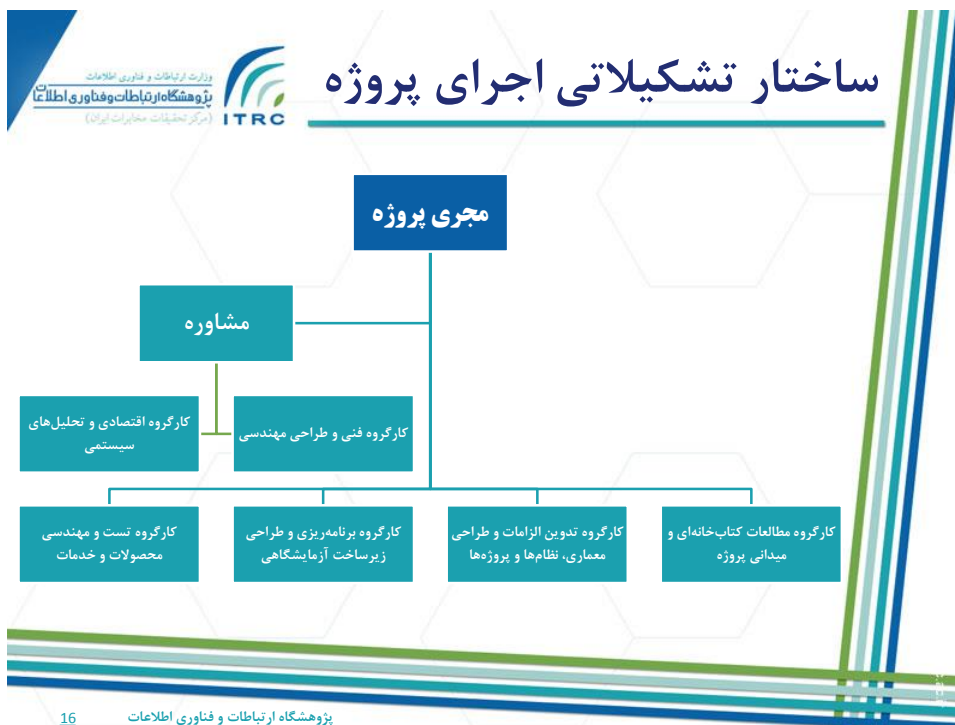 ساختار تشکیلاتی اجرای پروژه
وزارت ارتباطات و فناوری اطلاعات
پژوهشگاه ارتباطات و فناوری اطلاعات
(مرکز تحقیقات مخابرات ایران)
ITRC
مجری پروژه
مشاوره
کارگروه فنی و طراحی مهندسی
کارگروه اقتصادی و تحلیل‌های
سیستمی
کارگروه مطالعات کتاب‌خانه‌ای و
میدانی پروژه
کارگروه تدوین الزامات و طراحی
معماری، نظام‌ها و پروژه‌ها
کارگروه برنامه‌ریزی و طراحی
زیرساخت آزمایشگاهی
کارگروه تست و مهندسی
محصولات و خدمات
پژوهشگاه ارتباطات و فناوری اطلاعات
16